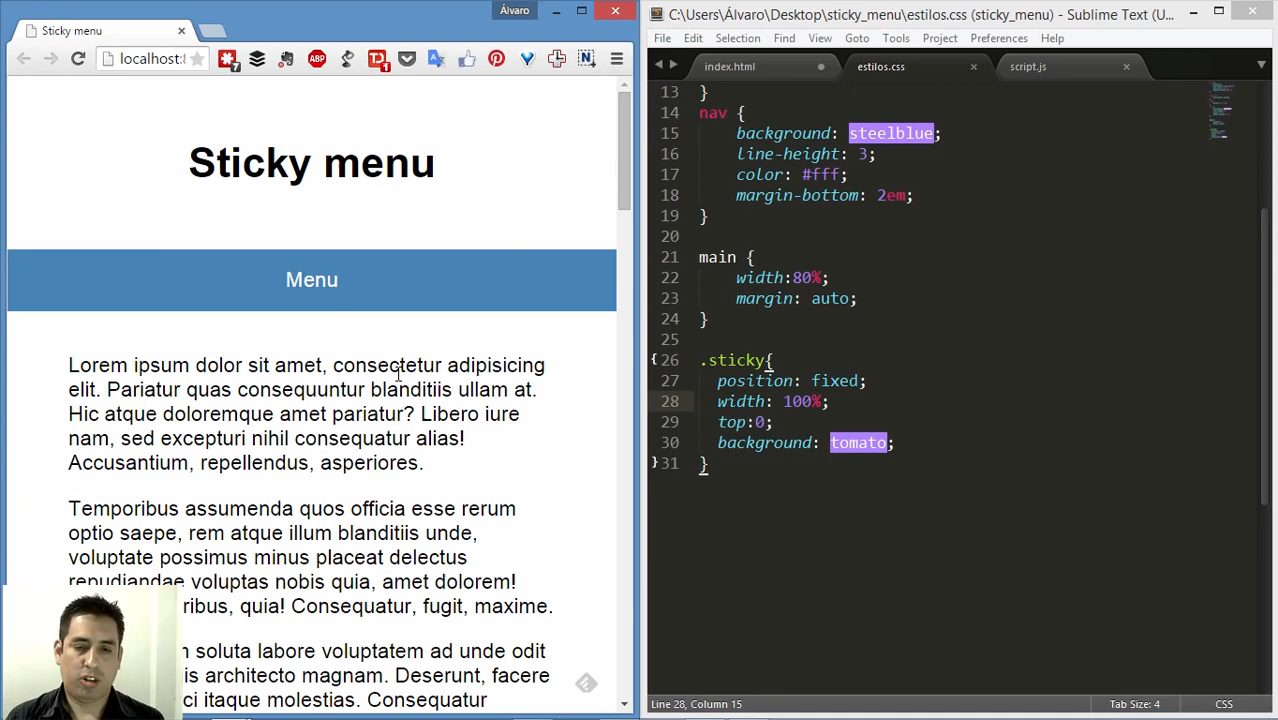 Álvaro
Sticky menu
localhost:8
7
1
Sticky menu
Menu
Lorem ipsum dolor sit amet, consectetur adipisicing
elit. Pariatur quas consequuntur blanditiis ullam at.
Hic atque doloremque amet pariatur? Libero iure
nam, sed excepturi nihil consequatur alias!
Accusantium, repellendus, asperiores.
Temporibus assumenda quos officia esse rerum
optio saepe, rem atque illum blanditiis unde,
voluptate possimus minus placeat delectus
repudiandae voluptas nobis quia, amet dolorem!
ribus, quia! Consequatur, fugit, maxime.
soluta labore voluptatem ad unde odit
is architecto magnam. Deserunt, facere
ci itaque molestias. Consequatur
C:\Users\Álvaro\Desktop\sticky_menu\estilos.css (sticky_menu) - Sublime Text (U...
File Edit Selection Find View Goto Tools Project Preferences Help
index.html estilos.css script.js
13 }
14 nav {
15 background: steelblue;
16 line-height: 3;
17 color: #fff;
18 margin-bottom: 2em;
19 }
20
21 main {
22 width:80%;
23 margin: auto;
24 }
25
26 .sticky{
27 position: fixed;
28 width: 100%;
29 top:0;
30 background: tomato;
31 }
Line 28, Column 15
Tab Size: 4
CSS